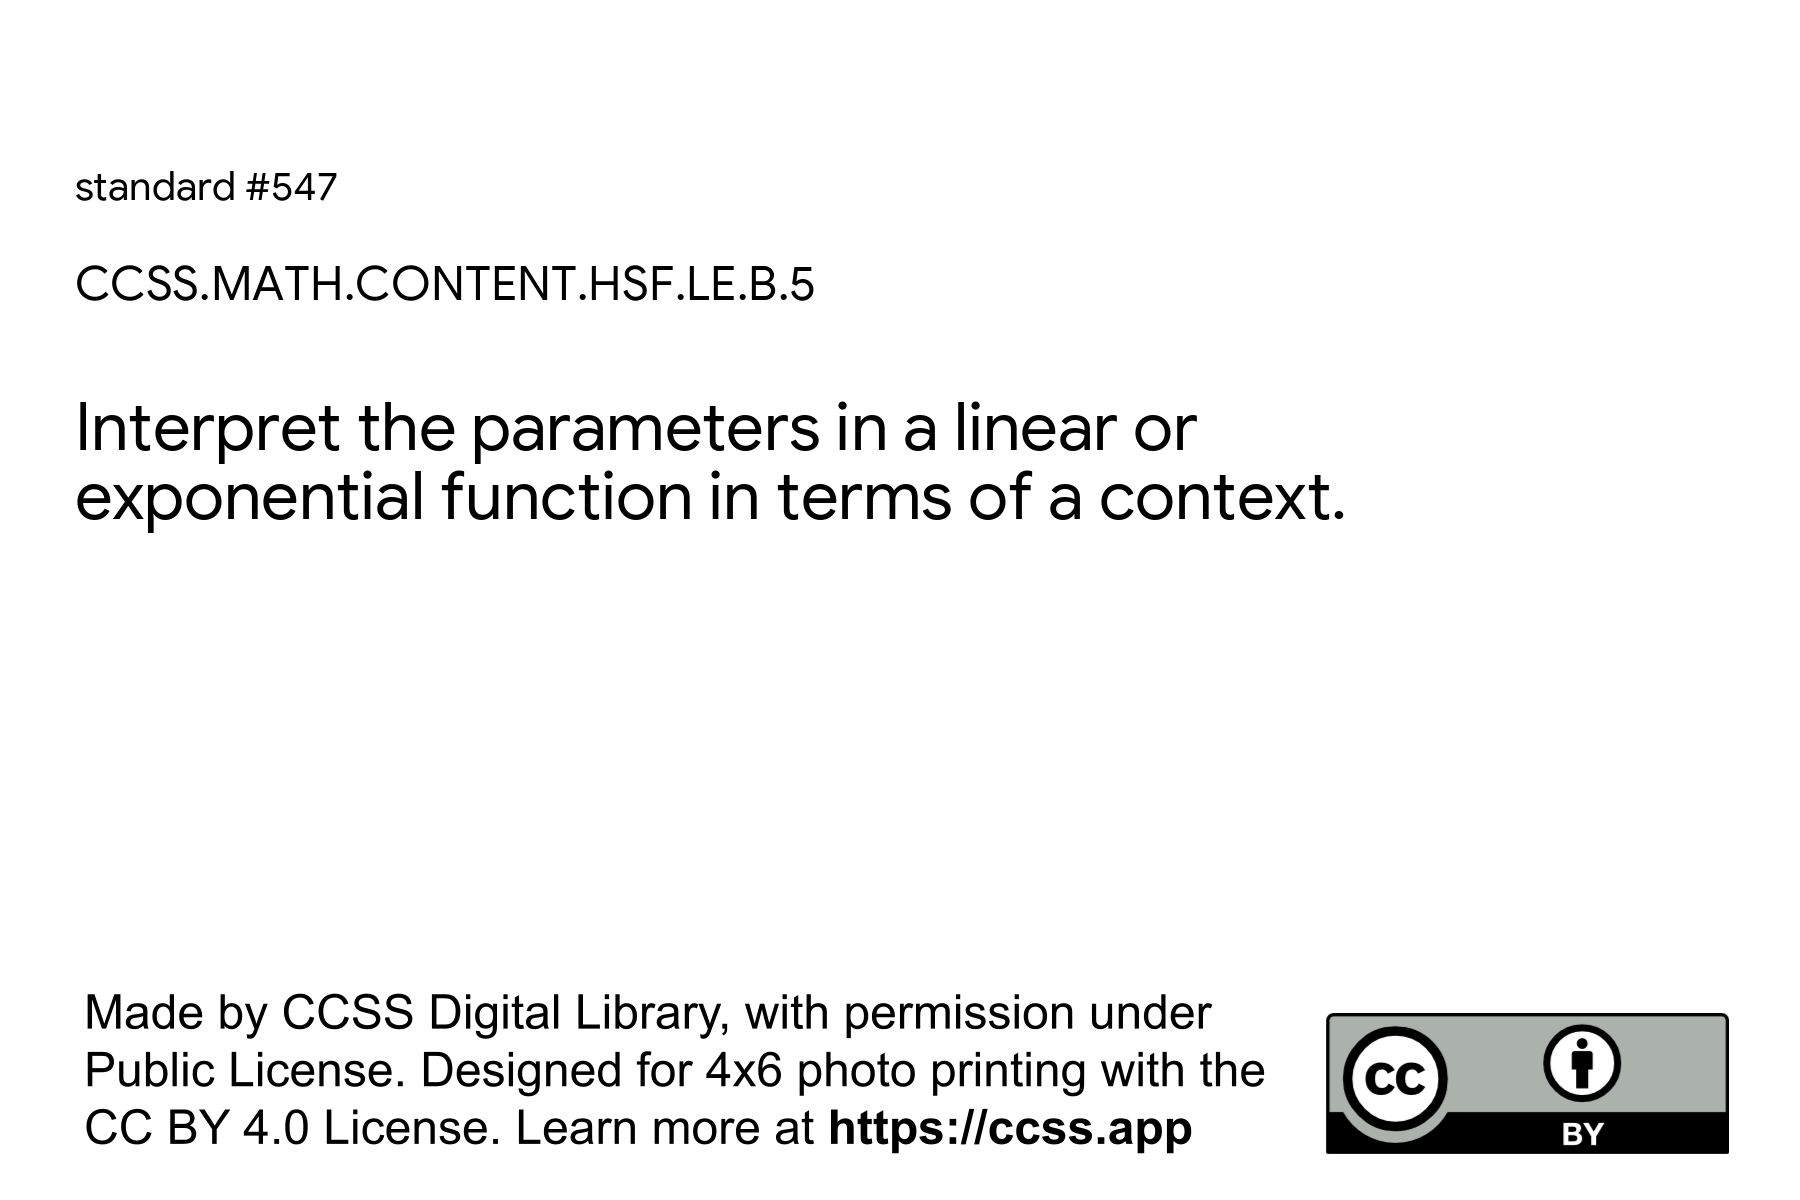 standard #547
CCSS.MATH.CONTENT.HSF.LE.B.5
Interpret the parameters in a linear or
exponential function in terms of a context.
Made by CCSS Digital Library, with permission under
Public License. Designed for 4x6 photo printing with the
CC BY 4.0 License. Learn more at https://ccss.app
CC
BY